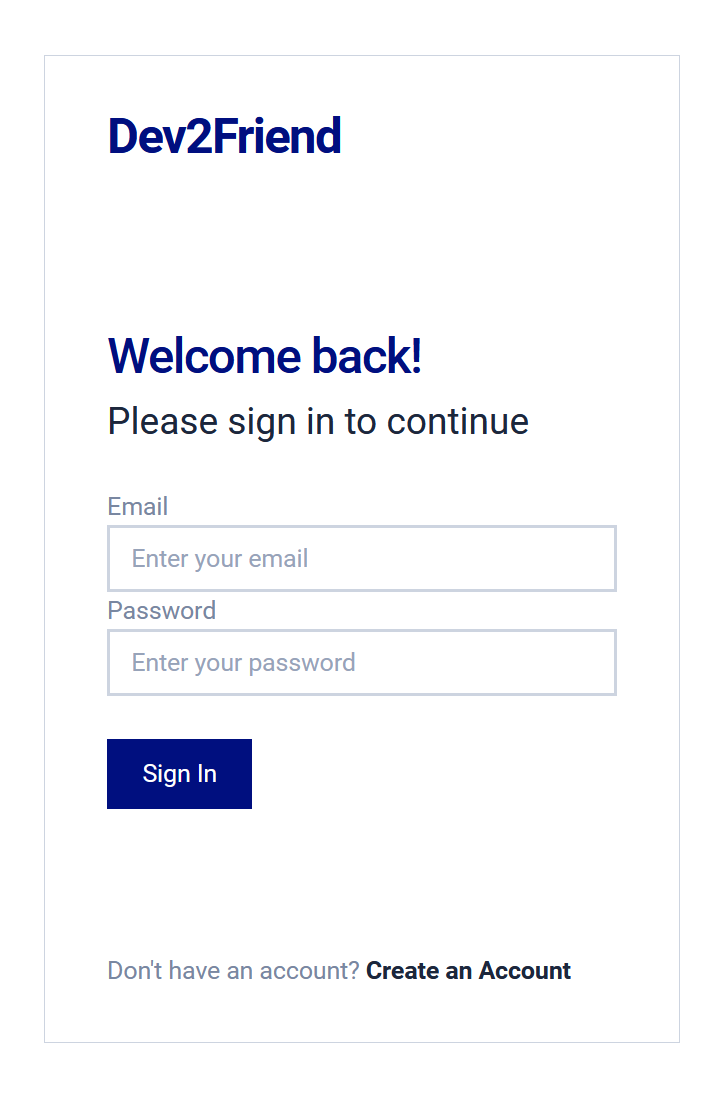 Dev2Friend
Welcome back!
Please sign in to continue
Email
Enter your email
Password
Enter your password
Sign In
Don't have an account? Create an Account